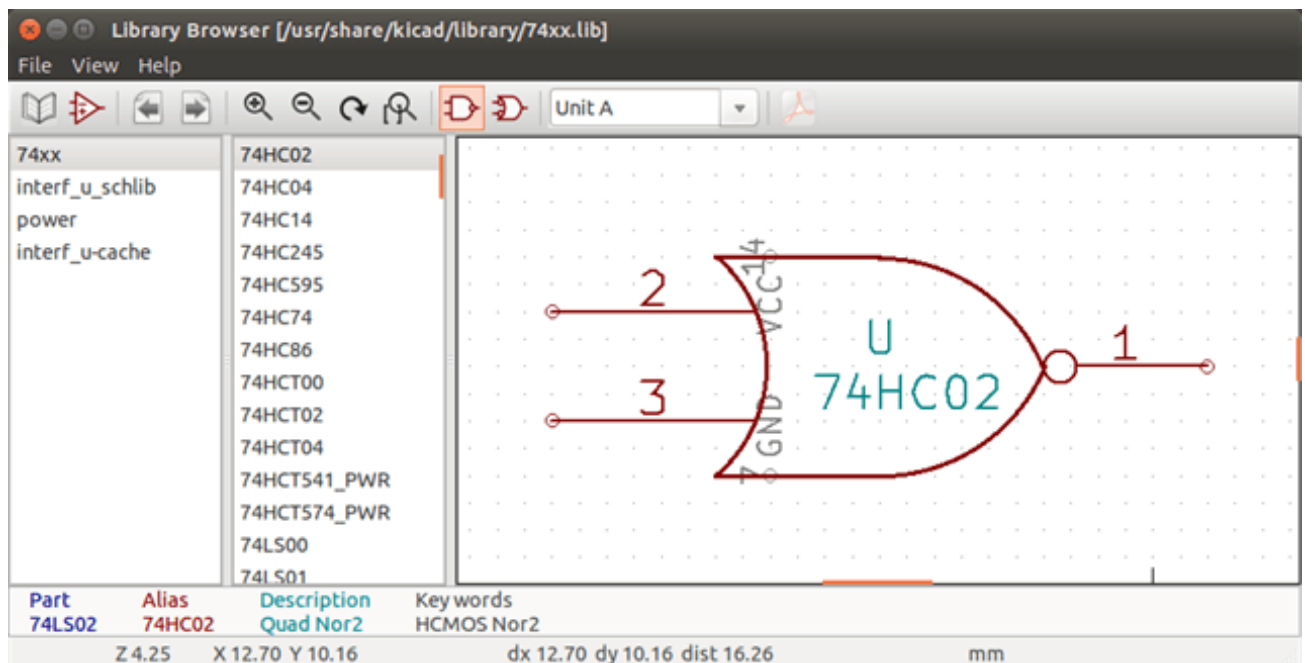 Library Browser [/usr/share/kicad/library/74xx.lib]
File View Help
Unit A
74xx
interf_u_schlib
power
interf_u-cache
74HC02
74HC04
74HC14
74HC245
74HC595
74HC74
74HC86
74HCT00
74HCT02
74HCT04
74HCT541_PWR
74HCT574_PWR
74LS00
74LS01
14
VCC
2
3
GND
7
U
74HC02
1
Part Alias Description Key words
74LS02 74HC02 Quad Nor2 HCMOS Nor2
Z 4.25 X 12.70 Y 10.16 dx 12.70 dy 10.16 dist 16.26 mm